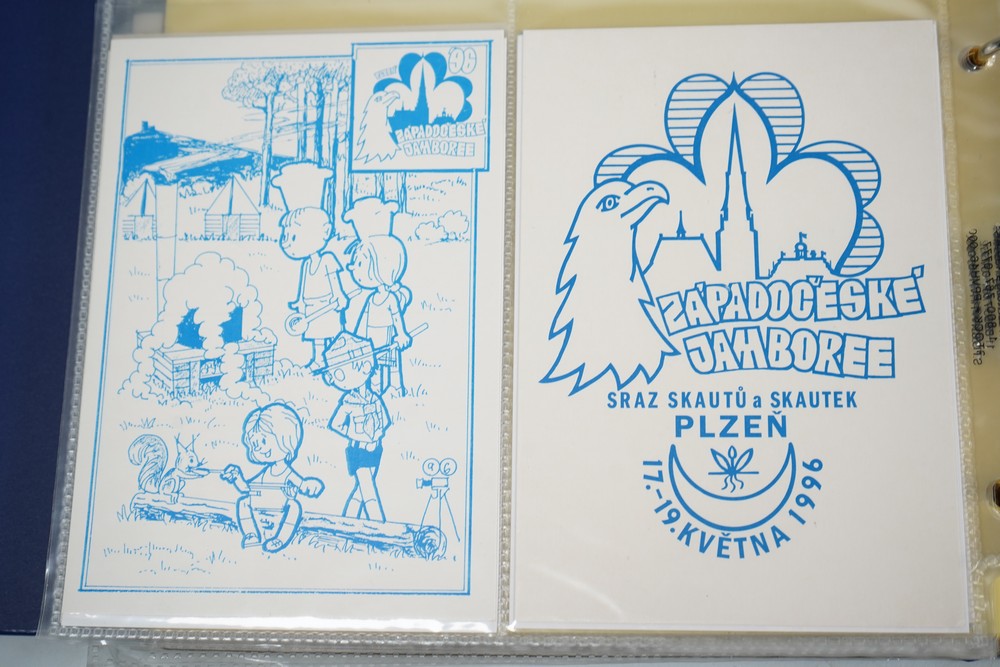 '96
ZÁPADOČESKÉ
JAMBOREE
ZÁPADOČESKÉ
JAMBOREE
SRAZ SKAUTŮ a SKAUTEK
PLZEŇ
17.-19. KVĚTNA 1996